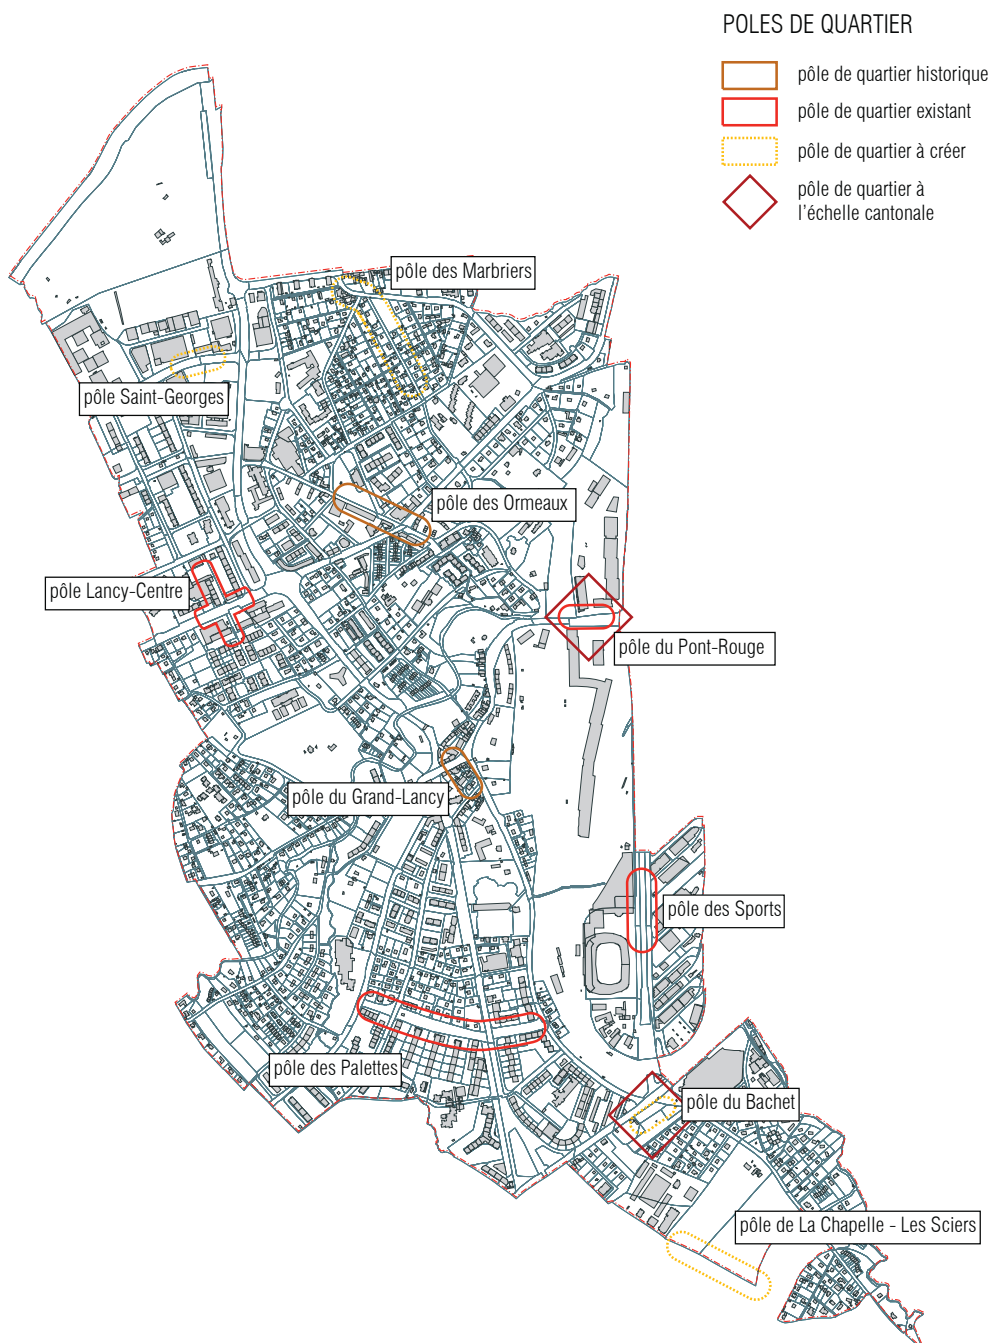 POLES DE QUARTIER
pôle de quartier historique
pôle de quartier existant
pôle de quartier à créer
pôle de quartier à
l'échelle cantonale
pôle des Marbriers
pôle Saint-Georges
pôle des Ormeaux
pôle Lancy-Centre
pôle du Pont-Rouge
pôle du Grand-Lancy
pôle des Sports
pôle des Palettes
pôle du Bachet
pôle de La Chapelle - Les Sciers